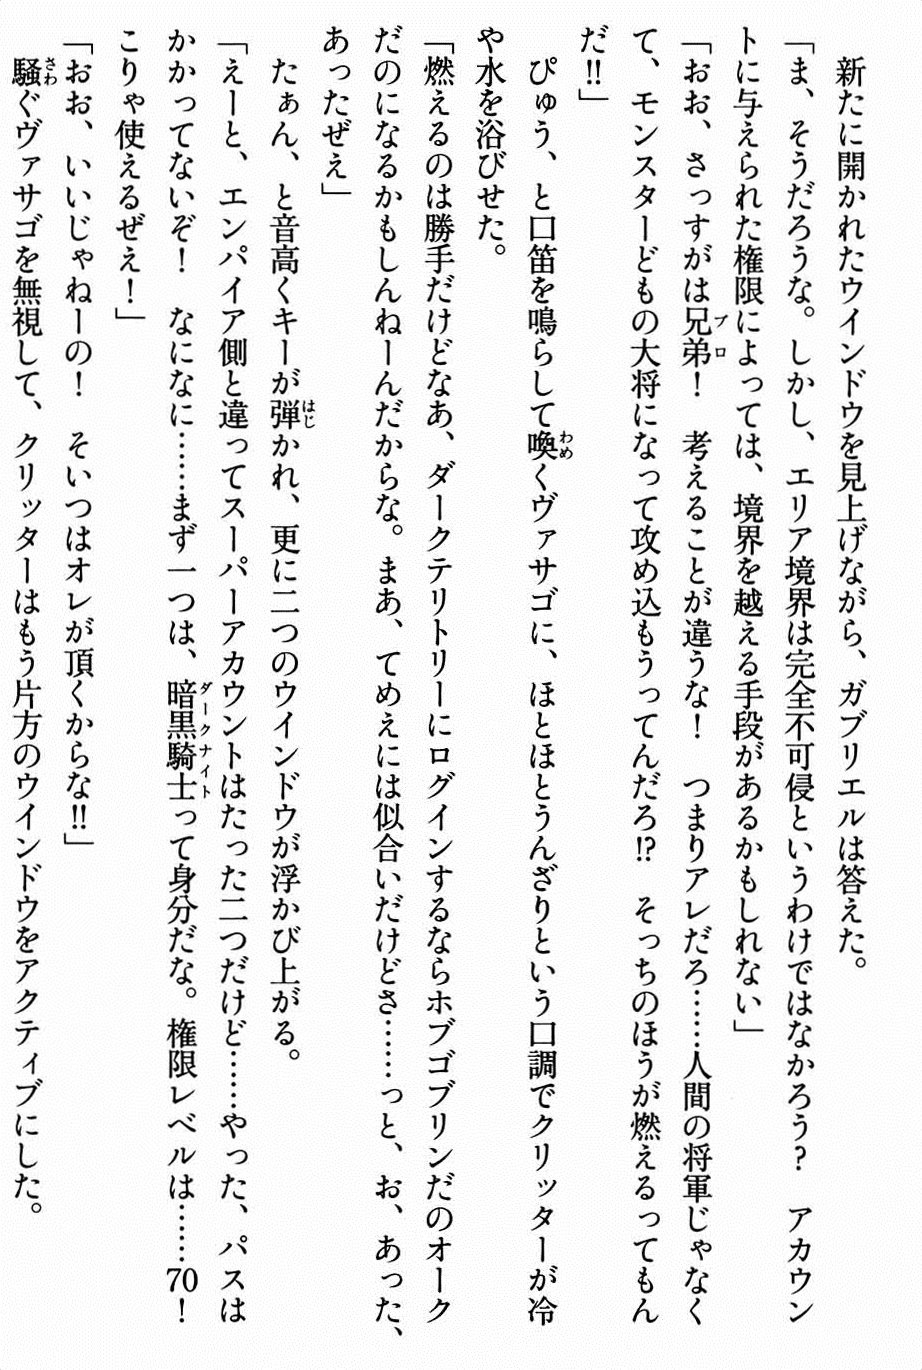 新たに開かれたウインドウを見上げながら、ガブリエルは答えた。
「ま、そうだろうな。しかし、エリア境界は完全不可侵というわけではなかろう？　アカウン
トに与えられた権限によっては、境界を越える手段があるかもしれない」
「おお、さっすがは兄弟！　考えることが違うな！　つまりアレだろ……人間の将軍じゃなく
ブロ
て、モンスターどもの大将になって攻め込もうってんだろ!?　そっちのほうが燃えるってもん
だ!!」
　ぴゅう、と口笛を鳴らして喚くヴァサゴに、ほとほとうんざりという口調でクリッターが冷
わめ
や水を浴びせた。
「燃えるのは勝手だけどなあ、ダークテリトリーにログインするならホブゴブリンだのオーク
だのになるかもしんねーんだからな。まあ、てめえには似合いだけどさ……っと、お、あった、
あったぜぇ」
　たぁん、と音高くキーが弾かれ、更に二つのウインドウが浮かび上がる。
はじ
「えーと、エンパイア側と違ってスーパーアカウントはたった二つだけど……やった、パスは
かかってないぞ！　なになに……まず一つは、暗黒騎士って身分だな。権限レベルは……70！
ダークナイト
こりゃ使えるぜぇ！」
「おお、いいじゃねーの！　そいつはオレが頂くからな!!」
　騒ぐヴァサゴを無視して、クリッターはもう片方のウインドウをアクティブにした。
さわ